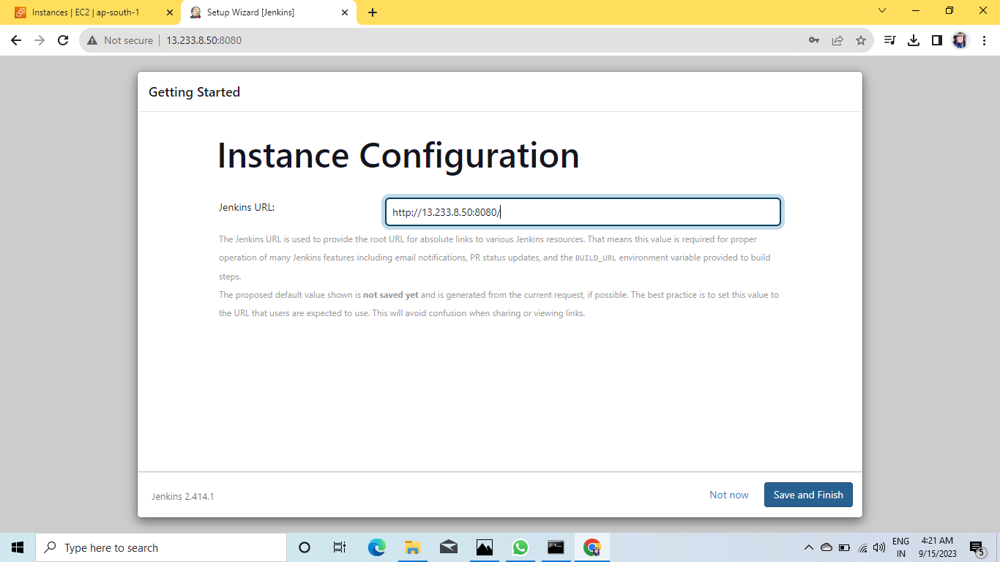 Instances | EC2 | ap-south-1
Setup Wizard [Jenkins]
Not secure
13.233.8.50:8080
Getting Started
Instance Configuration
Jenkins URL:
http://13.233.8.50:8080/
The Jenkins URL is used to provide the root URL for absolute links to various Jenkins resources. That means this value is required for proper
operation of many Jenkins features including email notifications, PR status updates, and the BUILD_URL environment variable provided to build
steps.
The proposed default value shown is not saved yet and is generated from the current request, if possible. The best practice is to set this value to
the URL that users are expected to use. This will avoid confusion when sharing or viewing links.
Jenkins 2.414.1
Not now
Save and Finish
Type here to search
ENG
IN
4:21 AM
9/15/2023
5